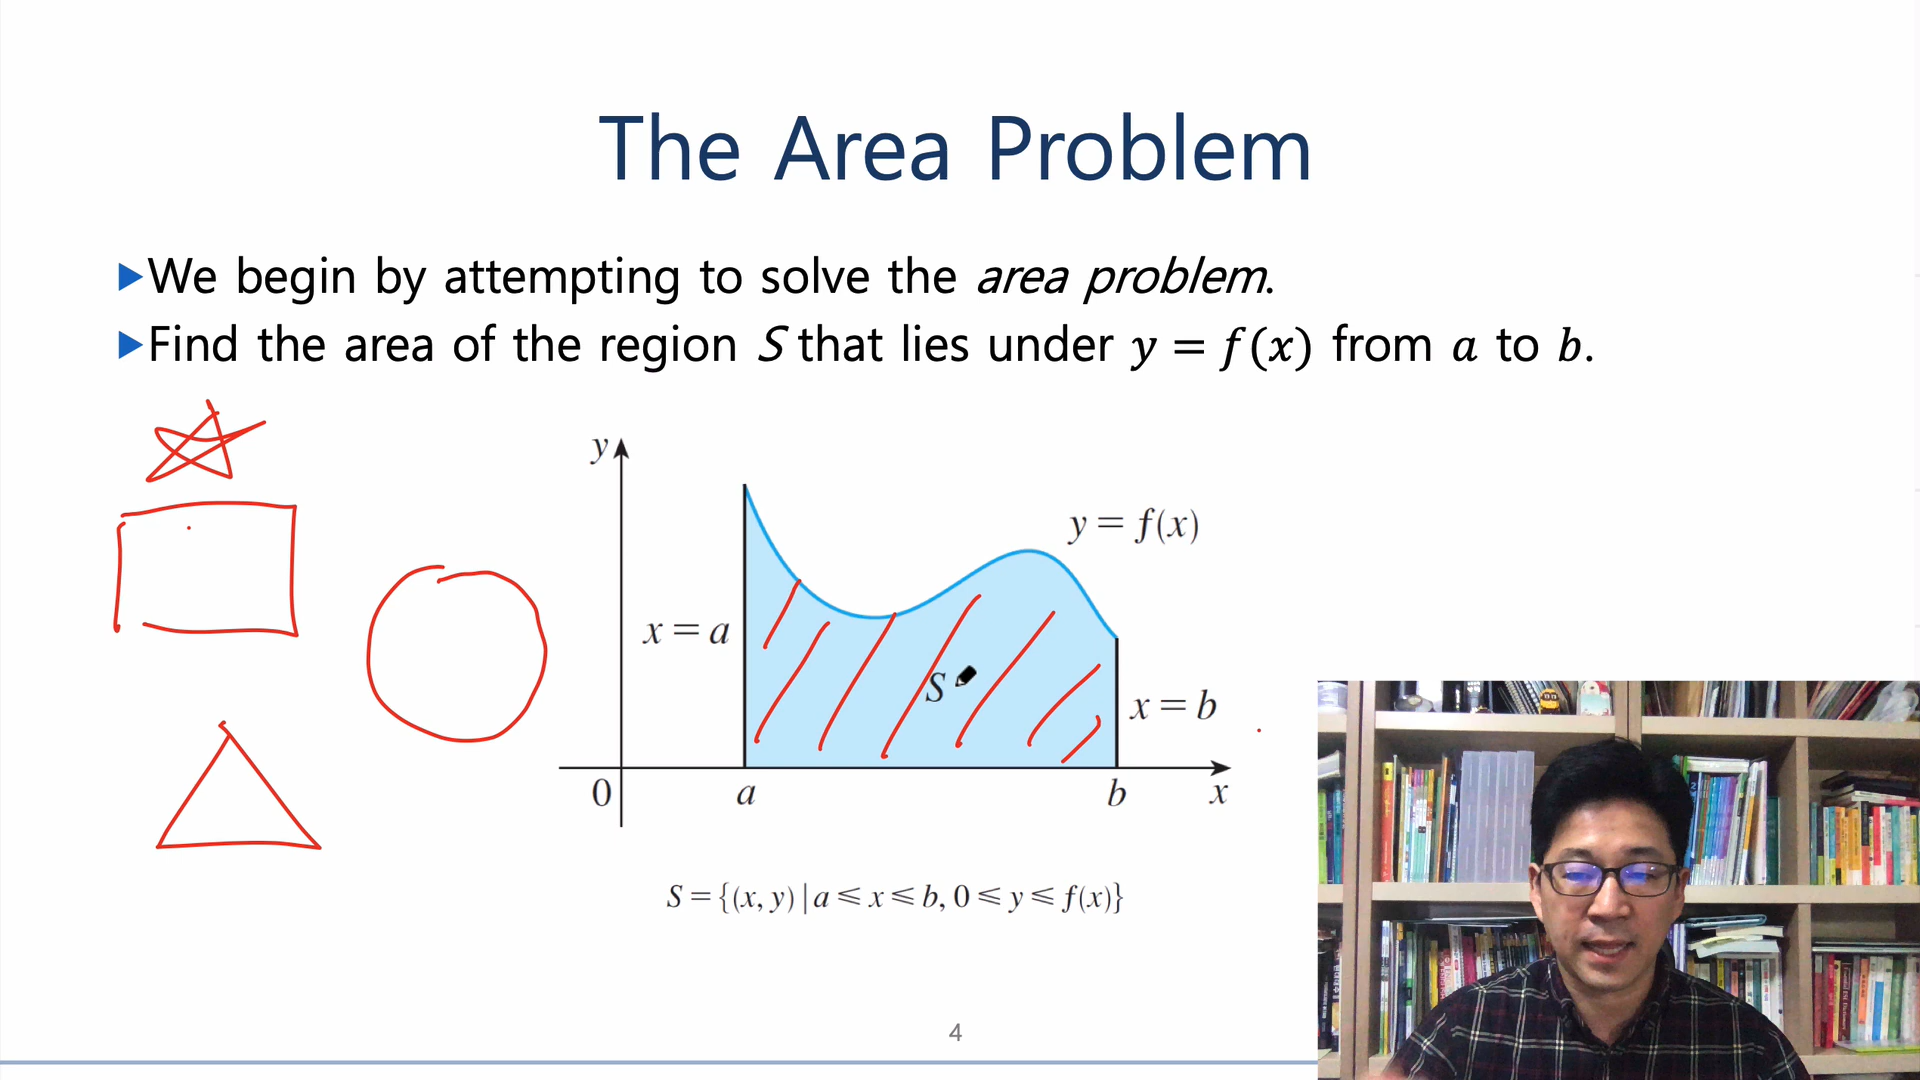 The Area Problem
▶We begin by attempting to solve the area problem.
▶Find the area of the region S that lies under y = f(x) from a to b.
y
y = f(x)
x = a
S
x = b
0
a
b
x
S = {(x, y) | a ≤ x ≤ b, 0 ≤ y ≤ f(x)}
4